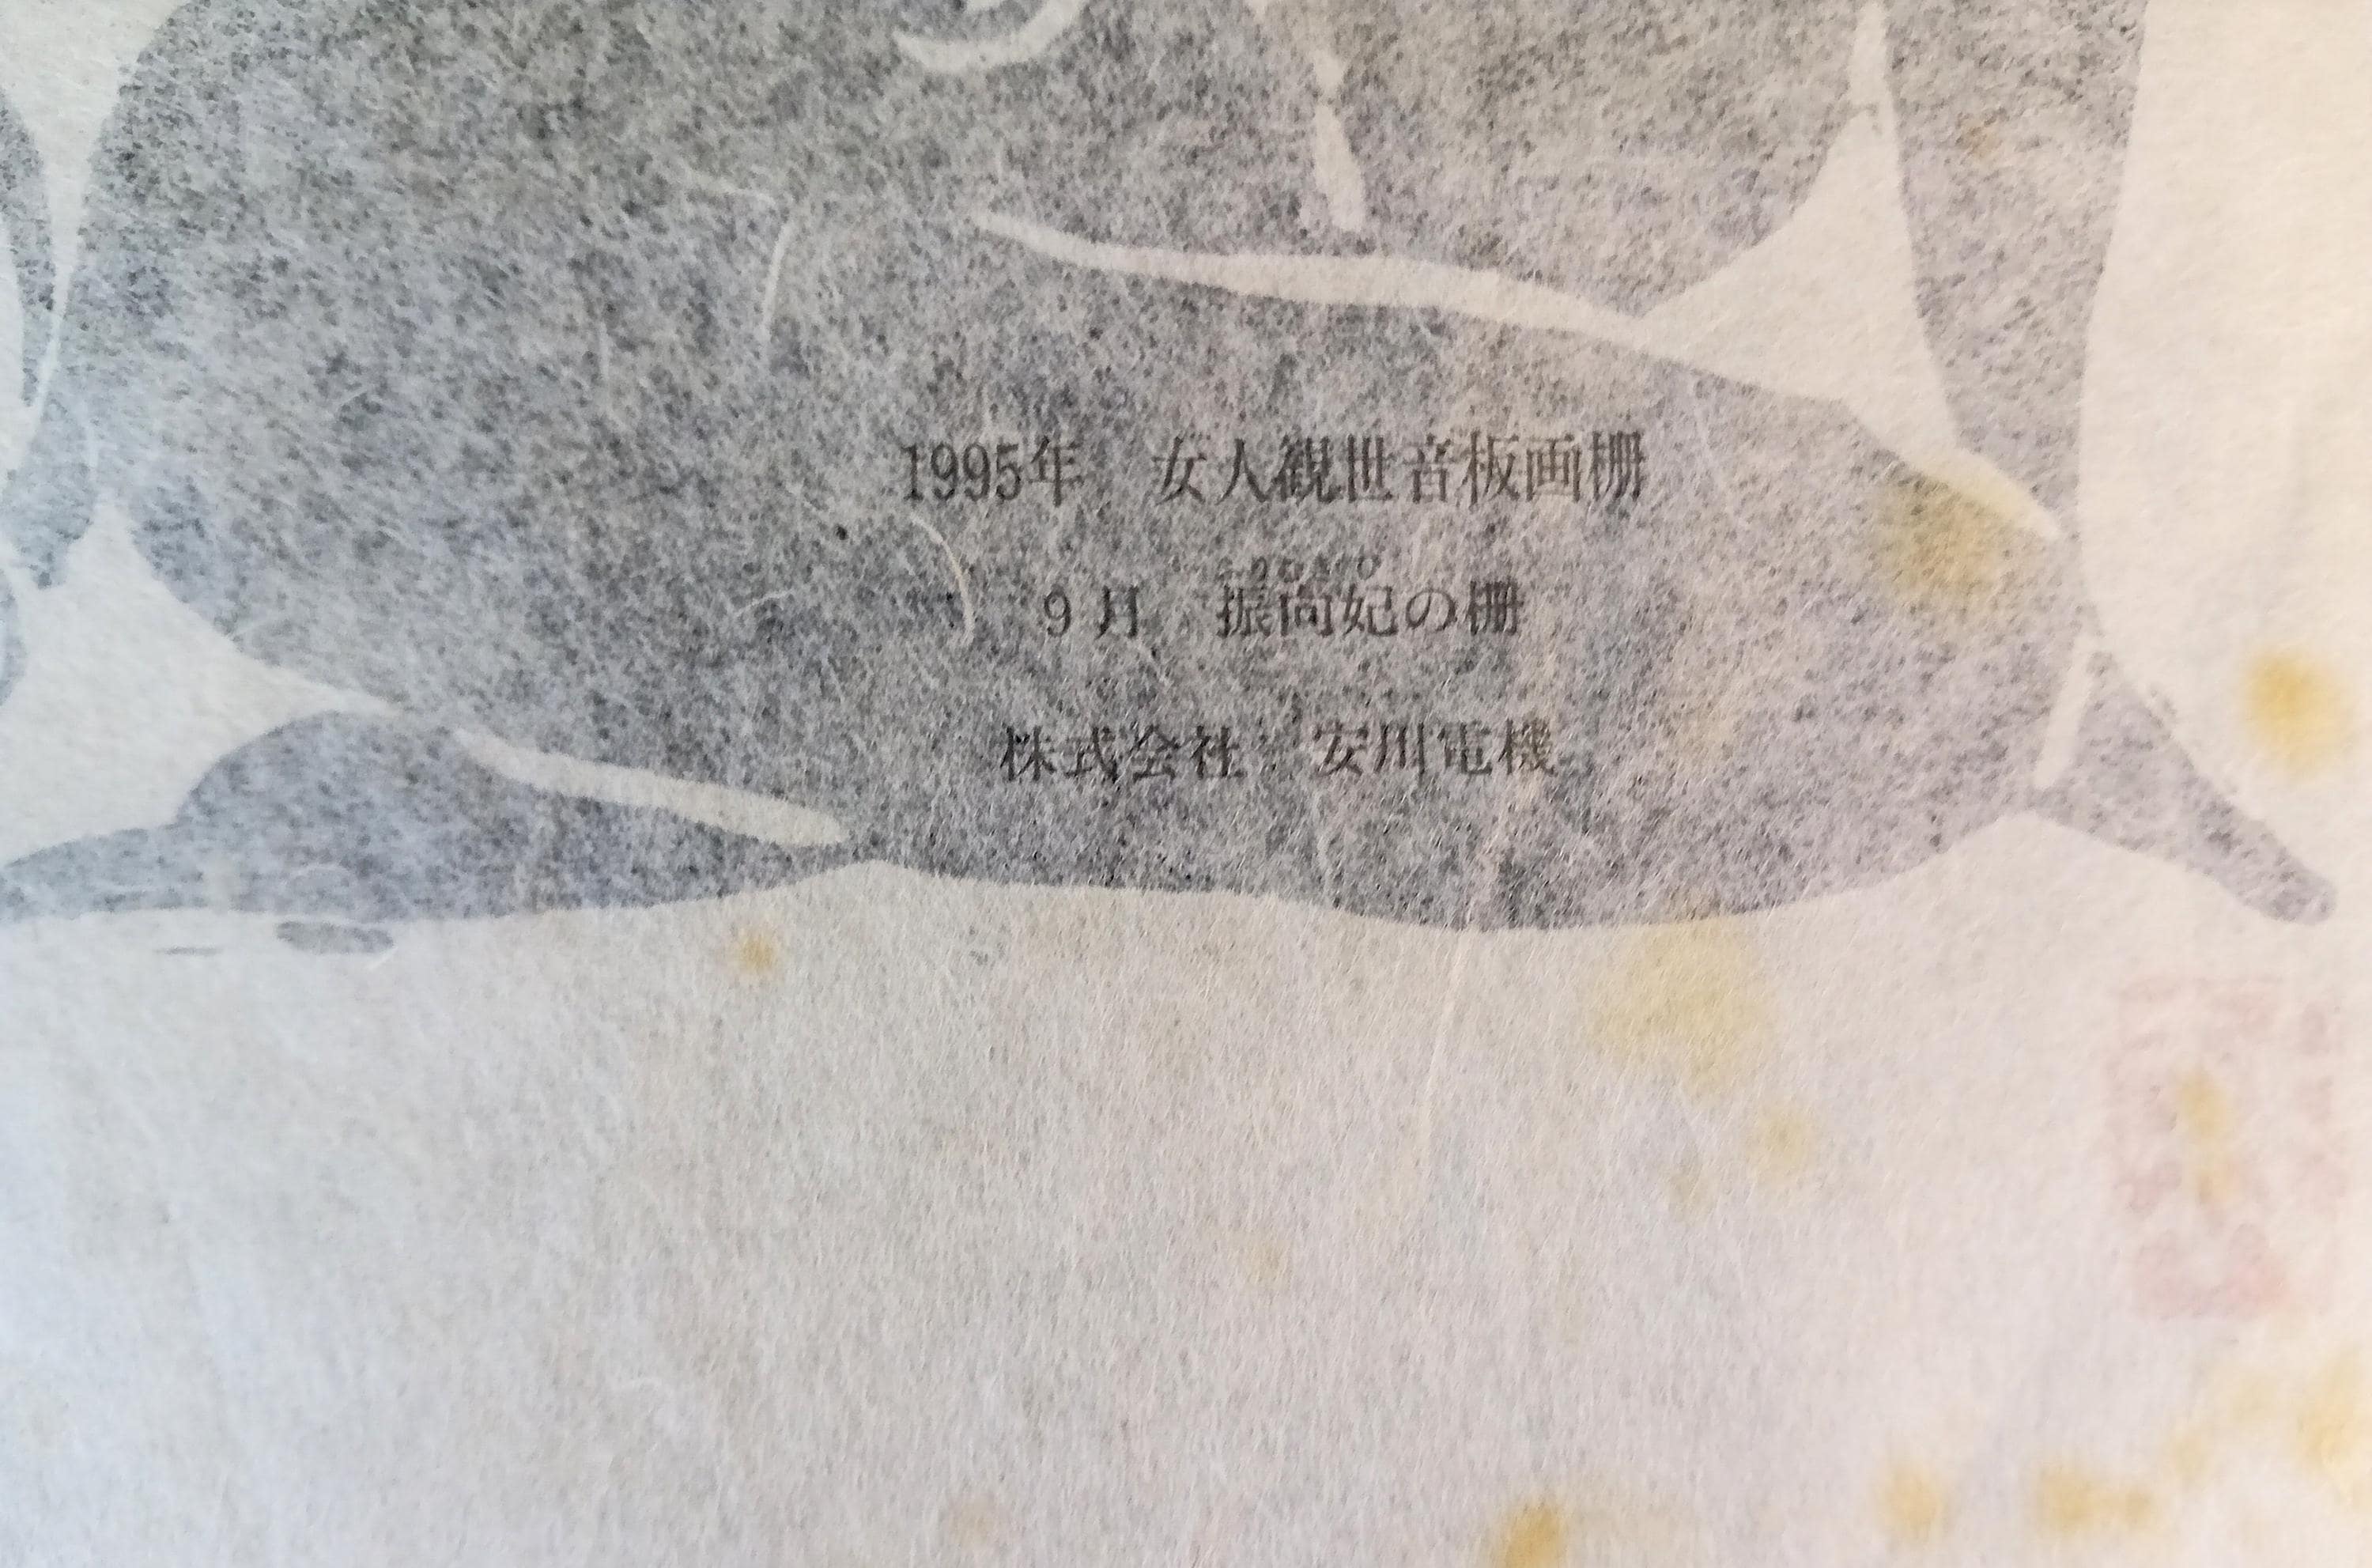 1995年　女人観世音板画柵
9月　振向妃の柵
株式会社　安川電機